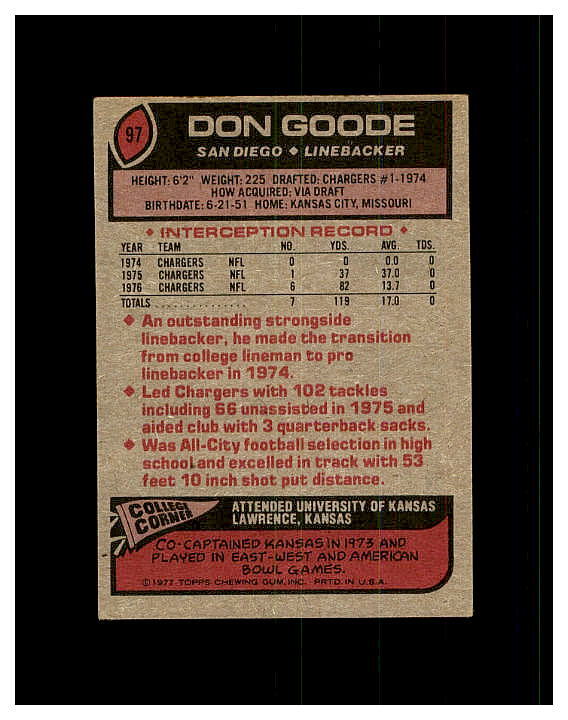 97
DON GOODE
SAN DIEGO ♦ LINEBACKER
HEIGHT: 6'2" WEIGHT: 225 DRAFTED: CHARGERS #1-1974
HOW ACQUIRED: VIA DRAFT
BIRTHDATE: 6-21-51 HOME: KANSAS CITY, MISSOURI
♦ INTERCEPTION RECORD ♦
YEAR TEAM NO. YDS. AVG. TDS.
1974 CHARGERS NFL 0 0 0.0 0
1975 CHARGERS NFL 1 37 37.0 0
1976 CHARGERS NFL 6 82 13.7 0
TOTALS ............... 7 119 17.0 0
♦ An outstanding strongside
linebacker, he made the transition
from college lineman to pro
linebacker in 1974.
♦ Led Chargers with 102 tackles
including 66 unassisted in 1975 and
aided club with 3 quarterback sacks.
♦ Was All-City football selection in high
school and excelled in track with 53
feet 10 inch shot put distance.
COLLEGE
CORNER
ATTENDED UNIVERSITY OF KANSAS
LAWRENCE, KANSAS
CO-CAPTAINED KANSAS IN 1973 AND
PLAYED IN EAST-WEST AND AMERICAN
BOWL GAMES.
©1977 TOPPS CHEWING GUM, INC. PRTD. IN U.S.A.